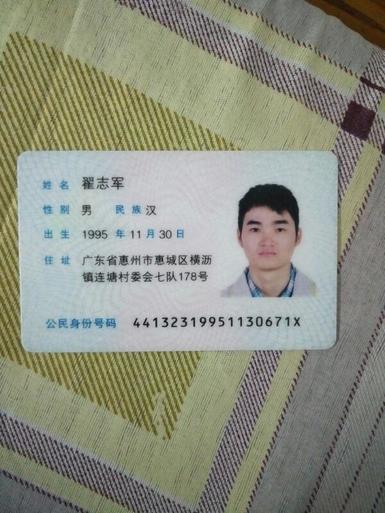 姓名 翟志军
性别 男 民族 汉
出生 1995 年 11 月 30 日
住址 广东省惠州市惠城区横沥
镇连塘村委会七队178号
公民身份号码 44132319951130671X